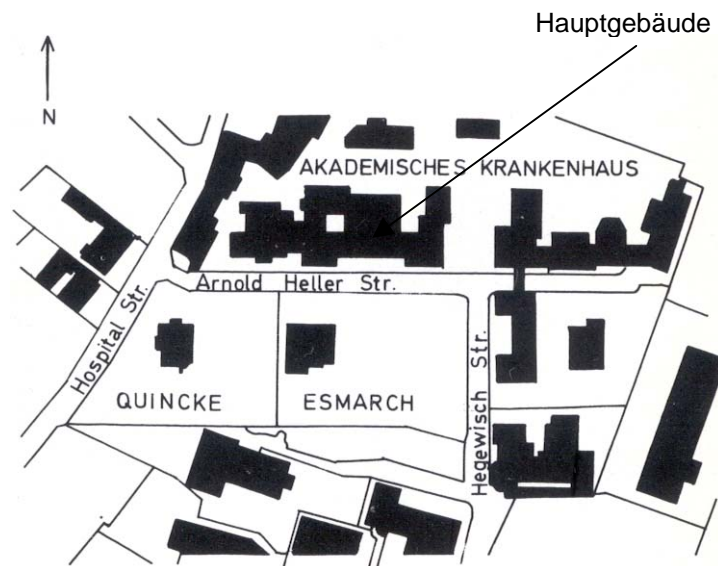 Hauptgebäude
N
AKADEMISCHES KRANKENHAUS
Arnold Heller Str.
Hospital Str.
QUINCKE
ESMARCH
Hegewisch Str.